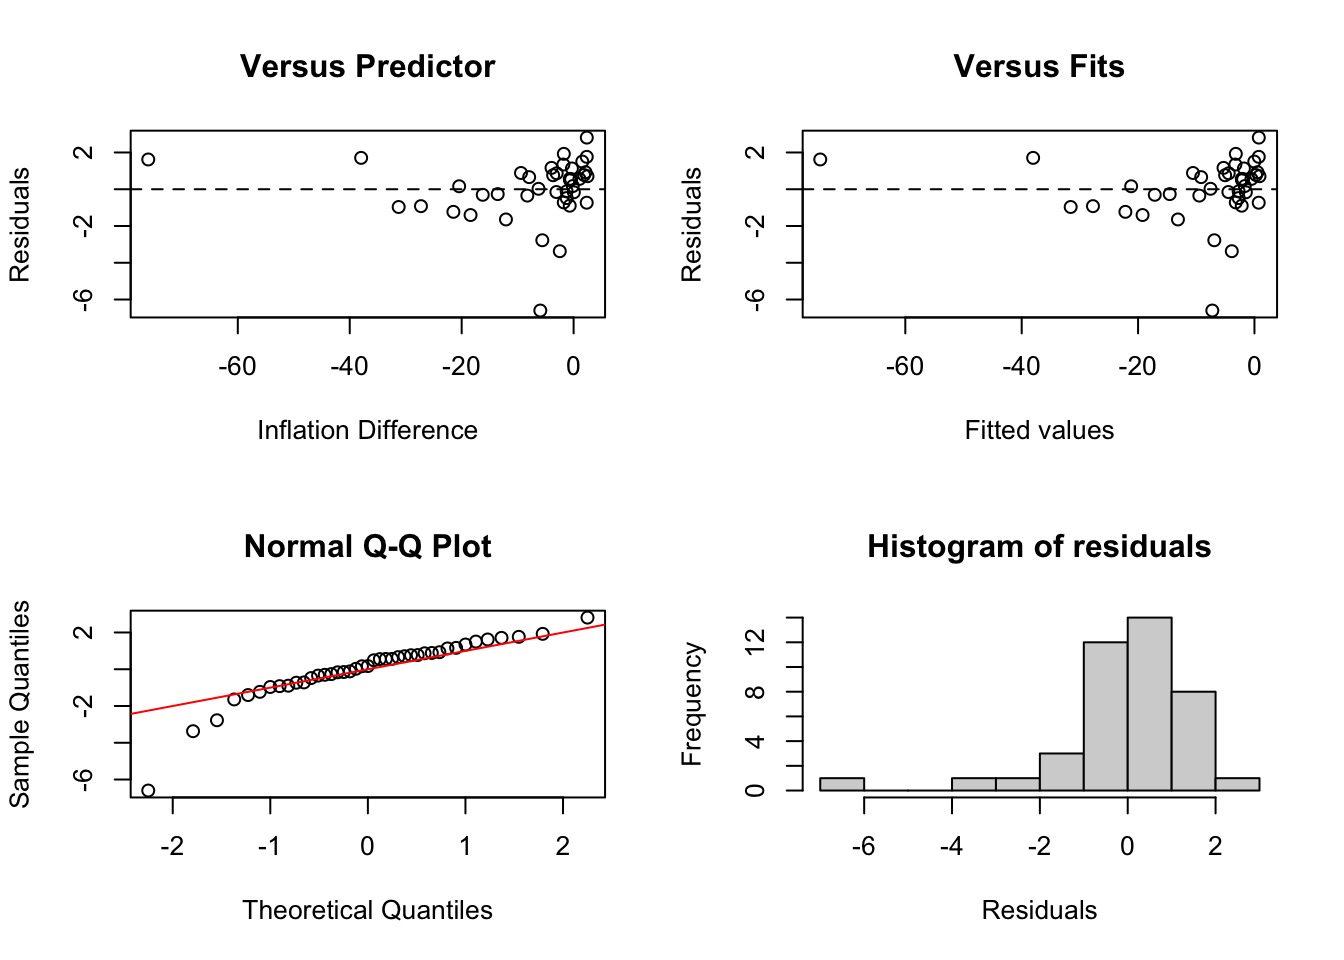 Versus Predictor
Residuals
2
-2
-6
-60 -40 -20 0
Inflation Difference
Versus Fits
Residuals
2
-2
-6
-60 -40 -20 0
Fitted values
Normal Q-Q Plot
Sample Quantiles
2
-2
-6
-2 -1 0 1 2
Theoretical Quantiles
Histogram of residuals
Frequency
12
8
4
0
-6 -4 -2 0 2
Residuals